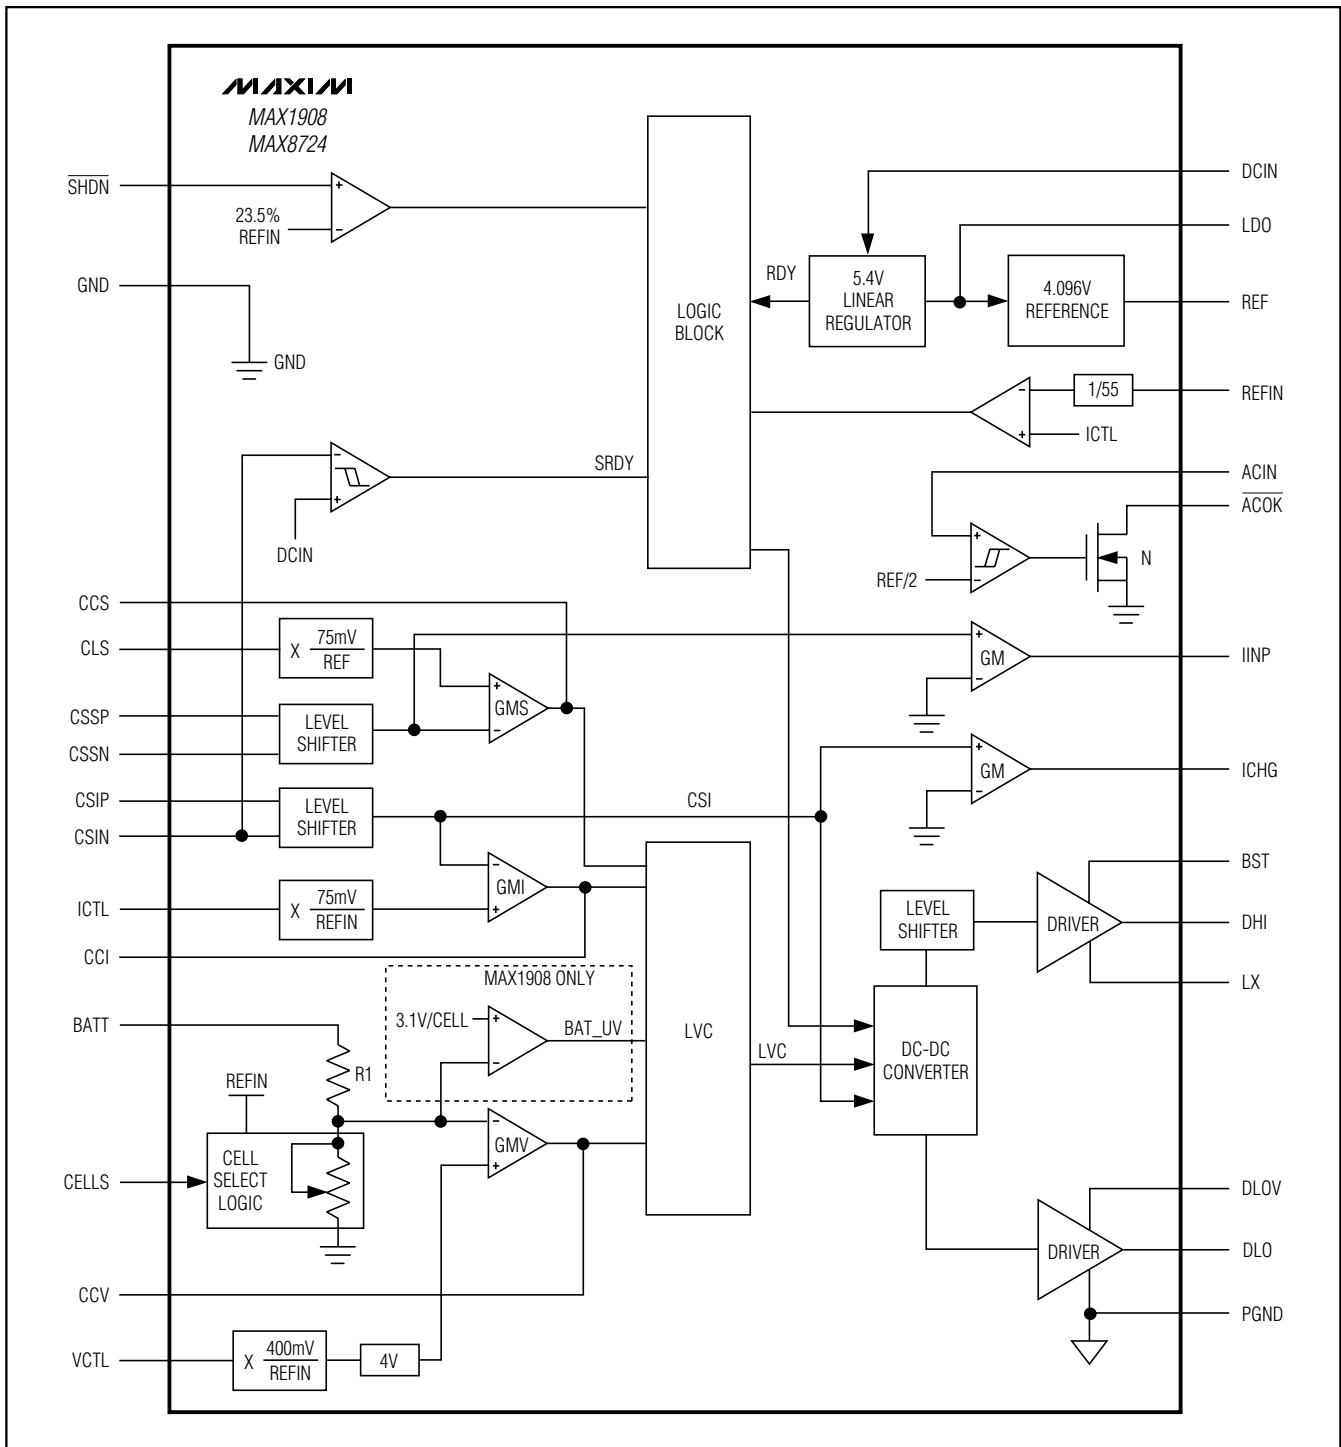 MAXIM
MAX1908
MAX8724
SHDN
23.5%
REFIN
+
-
GND
GND
LOGIC
BLOCK
RDY
5.4V
LINEAR
REGULATOR
4.096V
REFERENCE
DCIN
LDO
REF
1/55
REFIN
-
+
ICTL
-
+
DCIN
SRDY
ACIN
ACOK
+
-
REF/2
N
CCS
CLS
X
75mV
REF
+
-
GMS
CSSP
CSSN
LEVEL
SHIFTER
+
-
GM
IINP
CSIP
CSIN
LEVEL
SHIFTER
CSI
+
-
GM
ICHG
ICTL
X
75mV
REFIN
-
+
GMI
CCI
MAX1908 ONLY
3.1V/CELL
+
-
BAT_UV
BATT
R1
REFIN
CELLS
CELL
SELECT
LOGIC
-
+
GMV
CCV
VCTL
X
400mV
REFIN
4V
LVC
LVC
LEVEL
SHIFTER
DC-DC
CONVERTER
DRIVER
BST
DHI
LX
DRIVER
DLOV
DLO
PGND